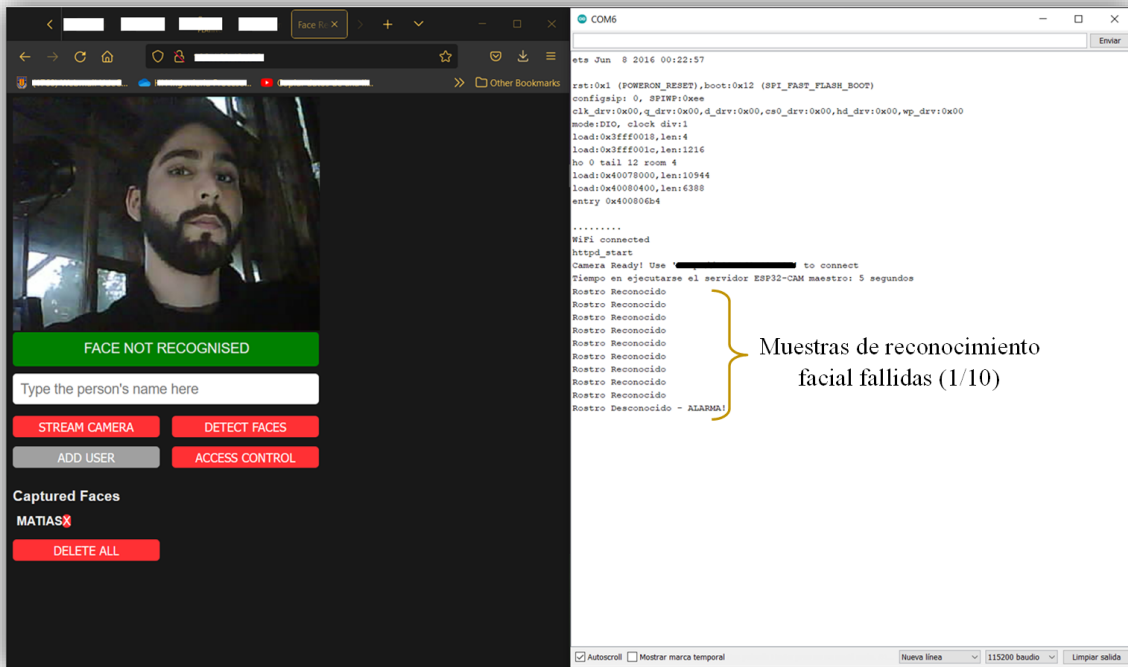 Face Re
Other Bookmarks
FACE NOT RECOGNISED
Type the person's name here
STREAM CAMERA
DETECT FACES
ADD USER
ACCESS CONTROL
Captured Faces
MATIAS X
DELETE ALL
COM6
Enviar
ets Jun  8 2016 00:22:57
rst:0x1 (POWERON_RESET),boot:0x12 (SPI_FAST_FLASH_BOOT)
configsip: 0, SPIWP:0xee
clk_drv:0x00,q_drv:0x00,d_drv:0x00,cs0_drv:0x00,hd_drv:0x00,wp_drv:0x00
mode:DIO, clock div:1
load:0x3fff0018,len:4
load:0x3fff001c,len:1216
ho 0 tail 12 room 4
load:0x40078000,len:10944
load:0x40080400,len:6388
entry 0x400806b4
.........
WiFi connected
httpd_start
Camera Ready! Use ' ' to connect
Tiempo en ejecutarse el servidor ESP32-CAM maestro: 5 segundos
Rostro Reconocido
Rostro Reconocido
Rostro Reconocido
Rostro Reconocido
Rostro Reconocido
Rostro Reconocido
Rostro Reconocido
Rostro Reconocido
Rostro Reconocido
Rostro Desconocido - ALARMA!
Muestras de reconocimiento
facial fallidas (1/10)
Autoscroll
Mostrar marca temporal
Nueva línea
115200 baudio
Limpiar salida